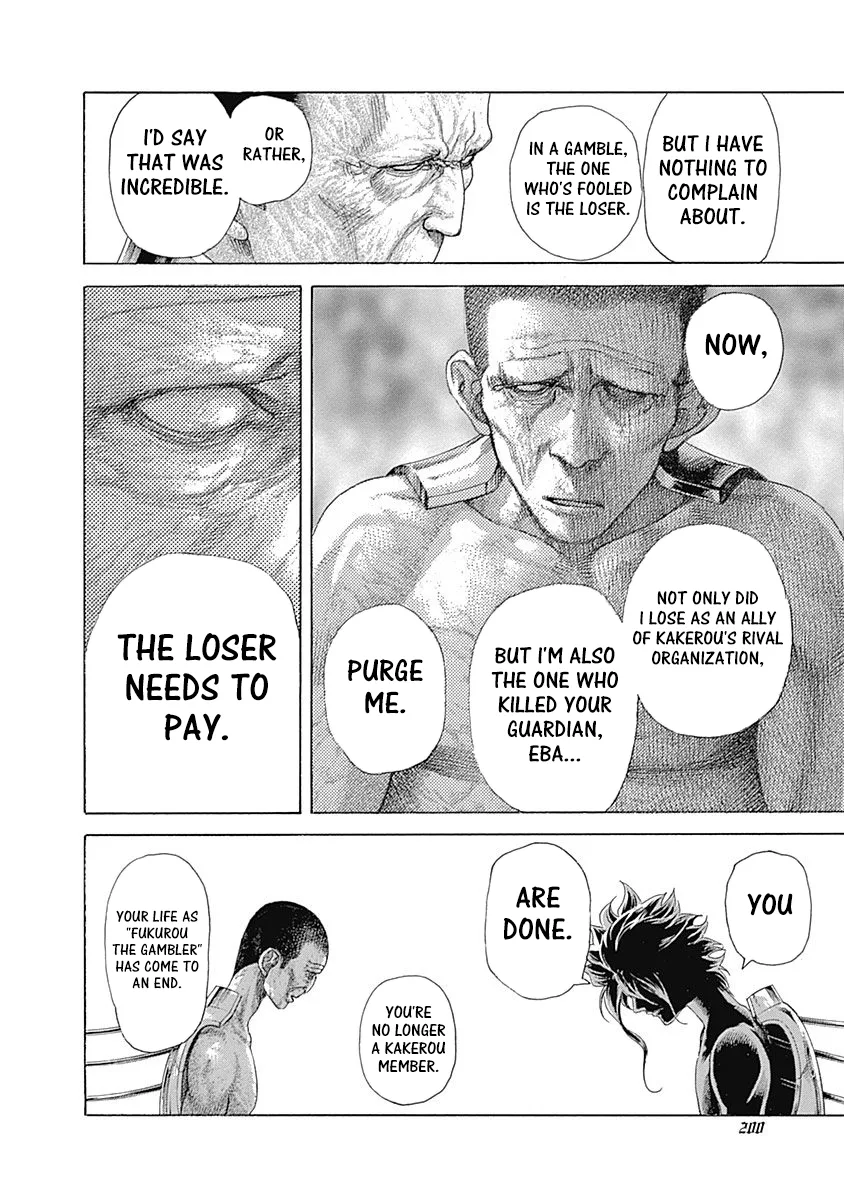 BUT I HAVE
NOTHING TO
COMPLAIN
ABOUT.
IN A GAMBLE,
THE ONE
WHO'S FOOLED
IS THE LOSER.
OR
RATHER,
I'D SAY
THAT WAS
INCREDIBLE.
NOW,
NOT ONLY DID
I LOSE AS AN ALLY
OF KAKEROU'S RIVAL
ORGANIZATION,
BUT I'M ALSO
THE ONE WHO
KILLED YOUR
GUARDIAN,
EBA...
PURGE
ME.
THE LOSER
NEEDS TO
PAY.
YOU
ARE
DONE.
YOU'RE
NO LONGER
A KAKEROU
MEMBER.
YOUR LIFE AS
"FUKUROU
THE GAMBLER"
HAS COME TO
AN END.
200